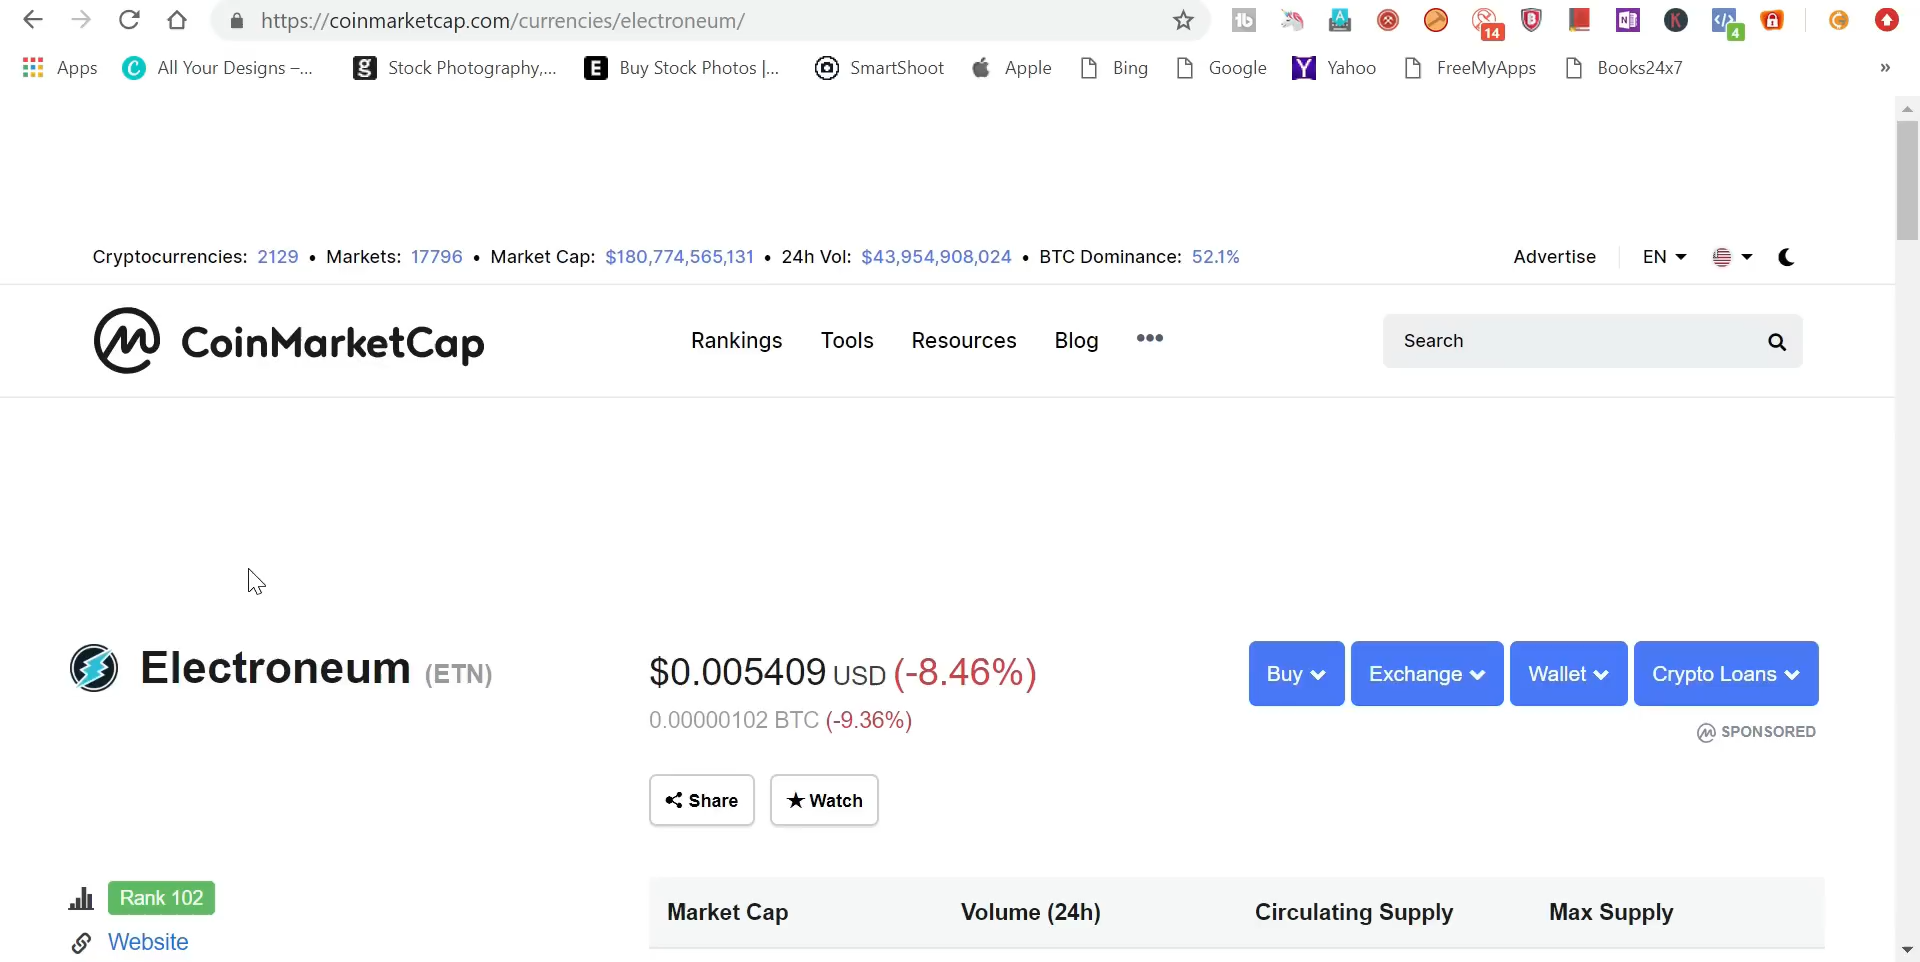 https://coinmarketcap.com/currencies/electroneum/
14
4
Apps
All Your Designs –...
Stock Photography,...
Buy Stock Photos |...
SmartShoot
Apple
Bing
Google
Yahoo
FreeMyApps
Books24x7
»
Cryptocurrencies: 2129 • Markets: 17796 • Market Cap: $180,774,565,131 • 24h Vol: $43,954,908,024 • BTC Dominance: 52.1%
Advertise
EN
CoinMarketCap
Rankings
Tools
Resources
Blog
•••
Search
Electroneum (ETN)
$0.005409 USD (-8.46%)
0.00000102 BTC (-9.36%)
Buy
Exchange
Wallet
Crypto Loans
SPONSORED
Share
Watch
Rank 102
Website
Market Cap
Volume (24h)
Circulating Supply
Max Supply